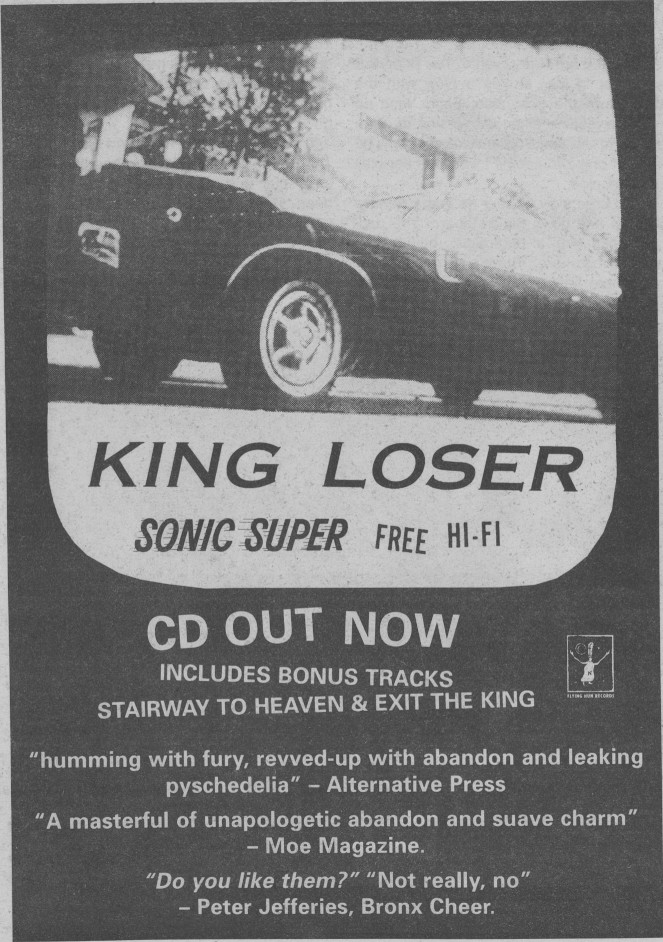 KING LOSER
SONIC SUPER FREE HI-FI
CD OUT NOW
INCLUDES BONUS TRACKS
STAIRWAY TO HEAVEN & EXIT THE KING
FLYING NUN RECORDS
"humming with fury, revved-up with abandon and leaking
pyschedelia" – Alternative Press
"A masterful of unapologetic abandon and suave charm"
– Moe Magazine.
"Do you like them?" "Not really, no"
– Peter Jefferies, Bronx Cheer.